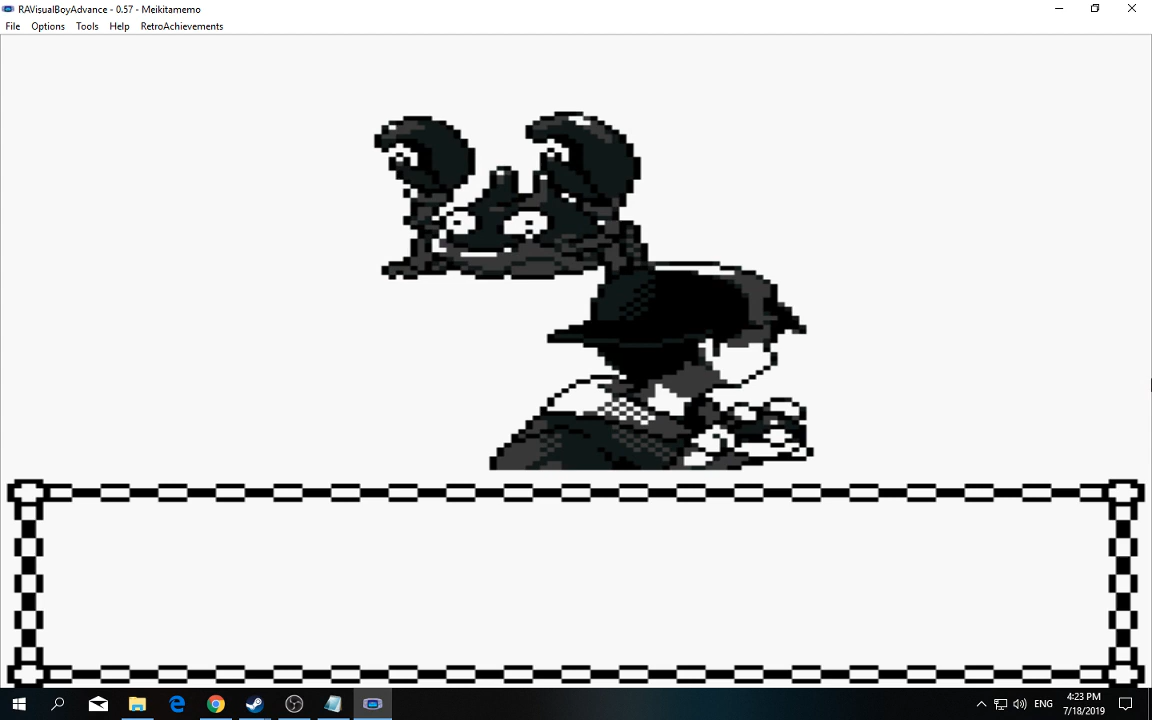 RAVisualBoyAdvance - 0.57 - Meikitamemo
File Options Tools Help RetroAchievements
ENG
4:23 PM
7/18/2019